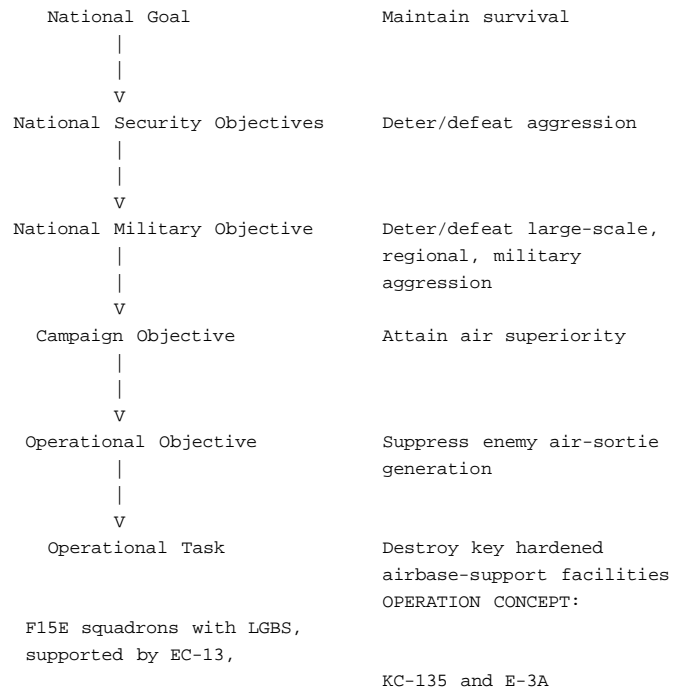 National Goal Maintain survival
|
|
V
National Security Objectives Deter/defeat aggression
|
|
V
National Military Objective Deter/defeat large-scale,
| regional, military
| aggression
V
Campaign Objective Attain air superiority
|
|
V
Operational Objective Suppress enemy air-sortie
| generation
|
V
Operational Task Destroy key hardened
airbase-support facilities
OPERATION CONCEPT:
F15E squadrons with LGBS,
supported by EC-13,
KC-135 and E-3A